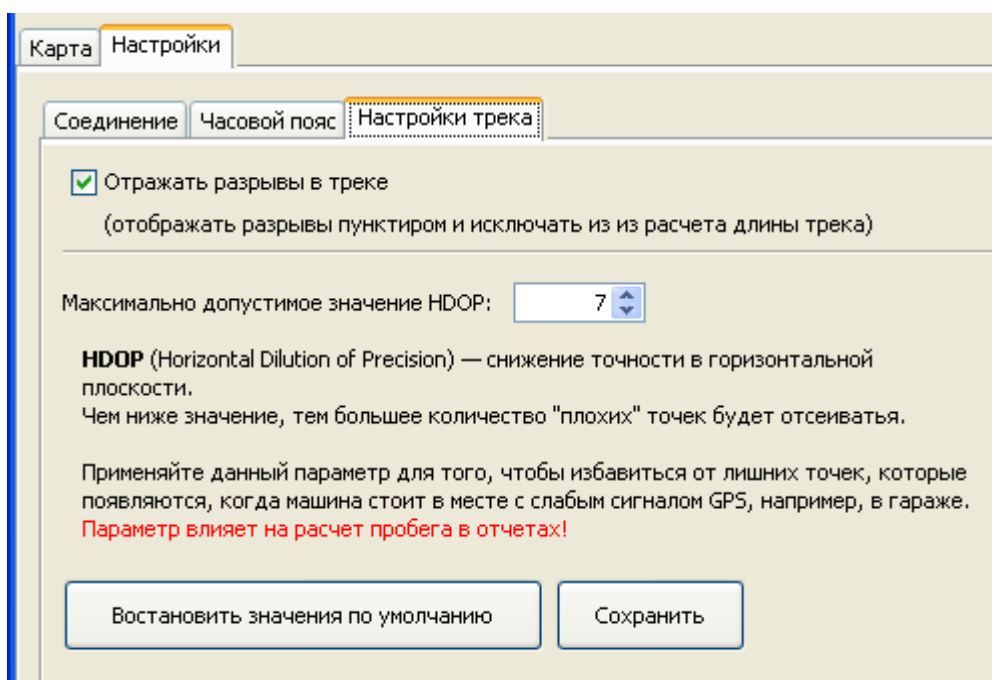 Карта Настройки
Соединение Часовой пояс Настройки трека
Отражать разрывы в треке
(отображать разрывы пунктиром и исключать из из расчета длины трека)
Максимально допустимое значение HDOP: 7
HDOP (Horizontal Dilution of Precision) — снижение точности в горизонтальной
плоскости.
Чем ниже значение, тем большее количество "плохих" точек будет отсеиватья.
Применяйте данный параметр для того, чтобы избавиться от лишних точек, которые
появляются, когда машина стоит в месте с слабым сигналом GPS, например, в гараже.
Параметр влияет на расчет пробега в отчетах!
Востановить значения по умолчанию Сохранить